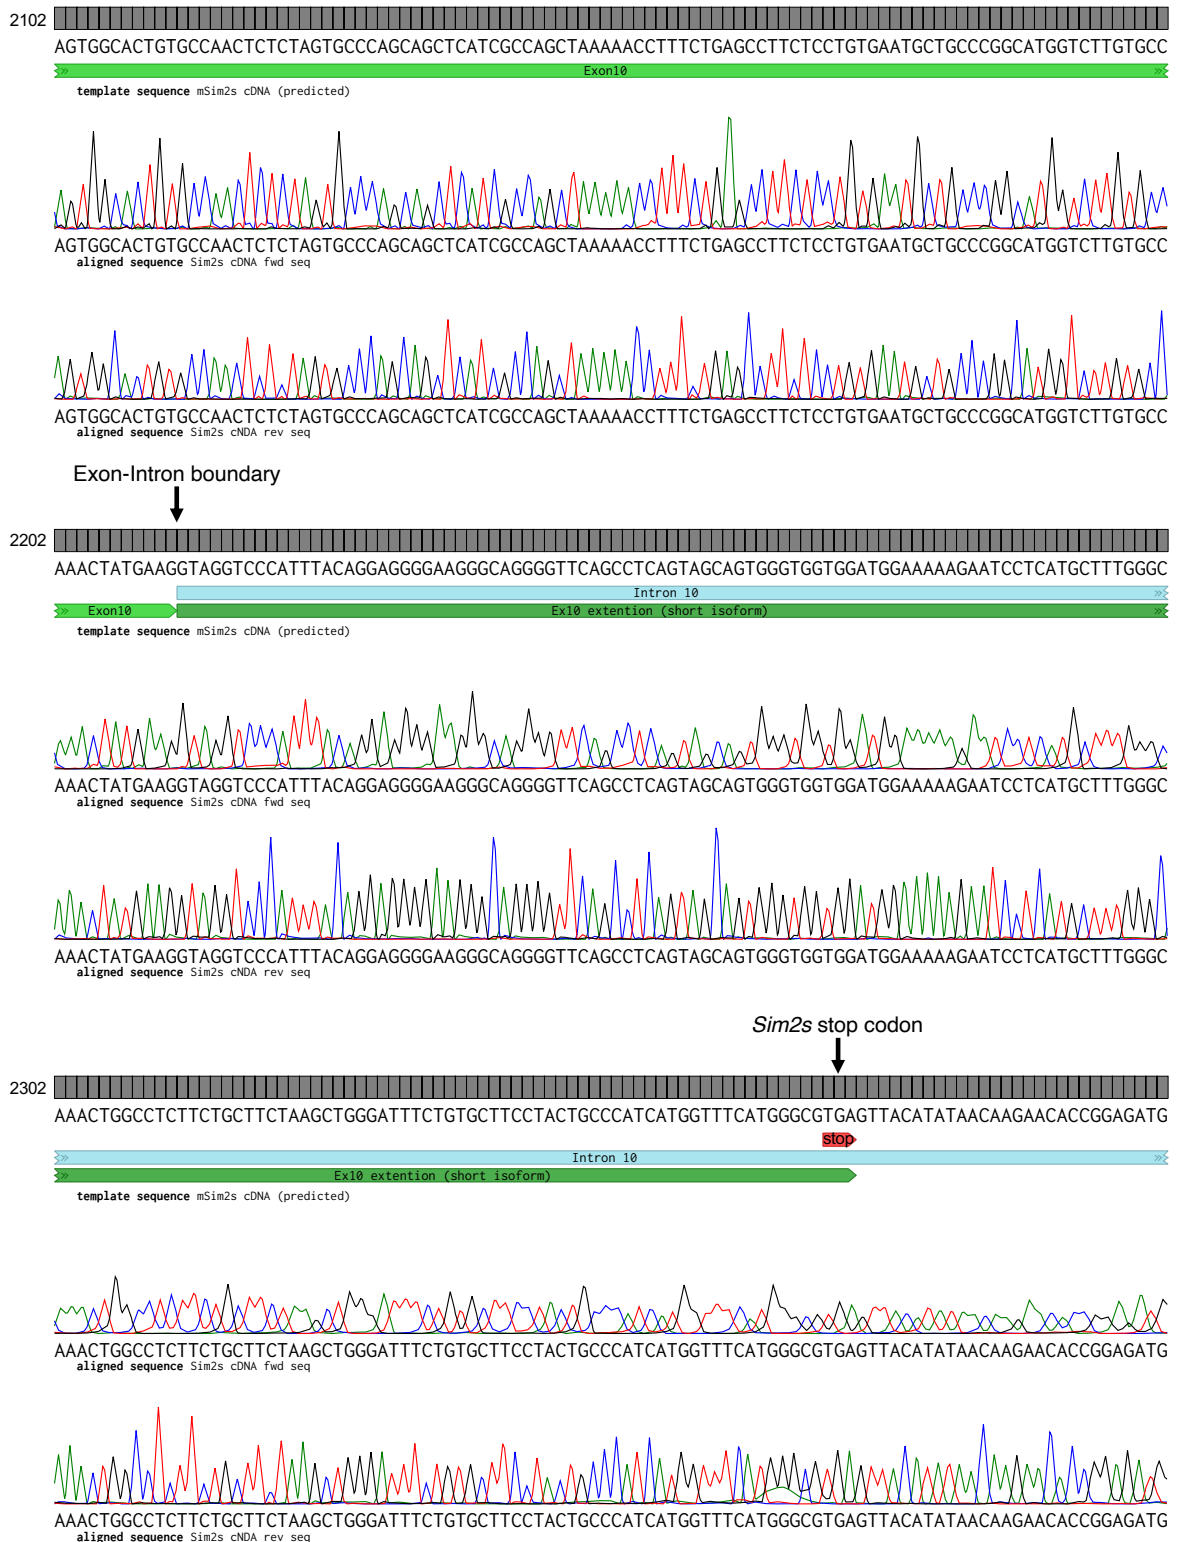 2102
AGTGGCACTGTGCCAACTCTCTAGTGCCCAGCAGCTCATCGCCAGCTAAAAACCTTTCTGAGCCTTCTCCTGTGAATGCTGCCCGGCATGGTCTTGTGCC
Exon10
template sequence mSim2s cDNA (predicted)
AGTGGCACTGTGCCAACTCTCTAGTGCCCAGCAGCTCATCGCCAGCTAAAAACCTTTCTGAGCCTTCTCCTGTGAATGCTGCCCGGCATGGTCTTGTGCC
aligned sequence Sim2s cDNA fwd seq
AGTGGCACTGTGCCAACTCTCTAGTGCCCAGCAGCTCATCGCCAGCTAAAAACCTTTCTGAGCCTTCTCCTGTGAATGCTGCCCGGCATGGTCTTGTGCC
aligned sequence Sim2s cNDA rev seq
Exon-Intron boundary
2202
AAACTATGAAGGTAGGTCCCATTTACAGGAGGGGAAGGGCAGGGGTTCAGCCTCAGTAGCAGTGGGTGGTGGATGGAAAAAGAATCCTCATGCTTTGGGC
Intron 10
Exon10 Ex10 extention (short isoform)
template sequence mSim2s cDNA (predicted)
AAACTATGAAGGTAGGTCCCATTTACAGGAGGGGAAGGGCAGGGGTTCAGCCTCAGTAGCAGTGGGTGGTGGATGGAAAAAGAATCCTCATGCTTTGGGC
aligned sequence Sim2s cDNA fwd seq
AAACTATGAAGGTAGGTCCCATTTACAGGAGGGGAAGGGCAGGGGTTCAGCCTCAGTAGCAGTGGGTGGTGGATGGAAAAAGAATCCTCATGCTTTGGGC
aligned sequence Sim2s cNDA rev seq
Sim2s stop codon
2302
AAACTGGCCTCTTCTGCTTCTAAGCTGGGATTTCTGTGCTTCCTACTGCCCATCATGGTTTCATGGGCGTGAGTTACATATAACAAGAACACCGGAGATG
stop
Intron 10
Ex10 extention (short isoform)
template sequence mSim2s cDNA (predicted)
AAACTGGCCTCTTCTGCTTCTAAGCTGGGATTTCTGTGCTTCCTACTGCCCATCATGGTTTCATGGGCGTGAGTTACATATAACAAGAACACCGGAGATG
aligned sequence Sim2s cDNA fwd seq
AAACTGGCCTCTTCTGCTTCTAAGCTGGGATTTCTGTGCTTCCTACTGCCCATCATGGTTTCATGGGCGTGAGTTACATATAACAAGAACACCGGAGATG
aligned sequence Sim2s cNDA rev seq